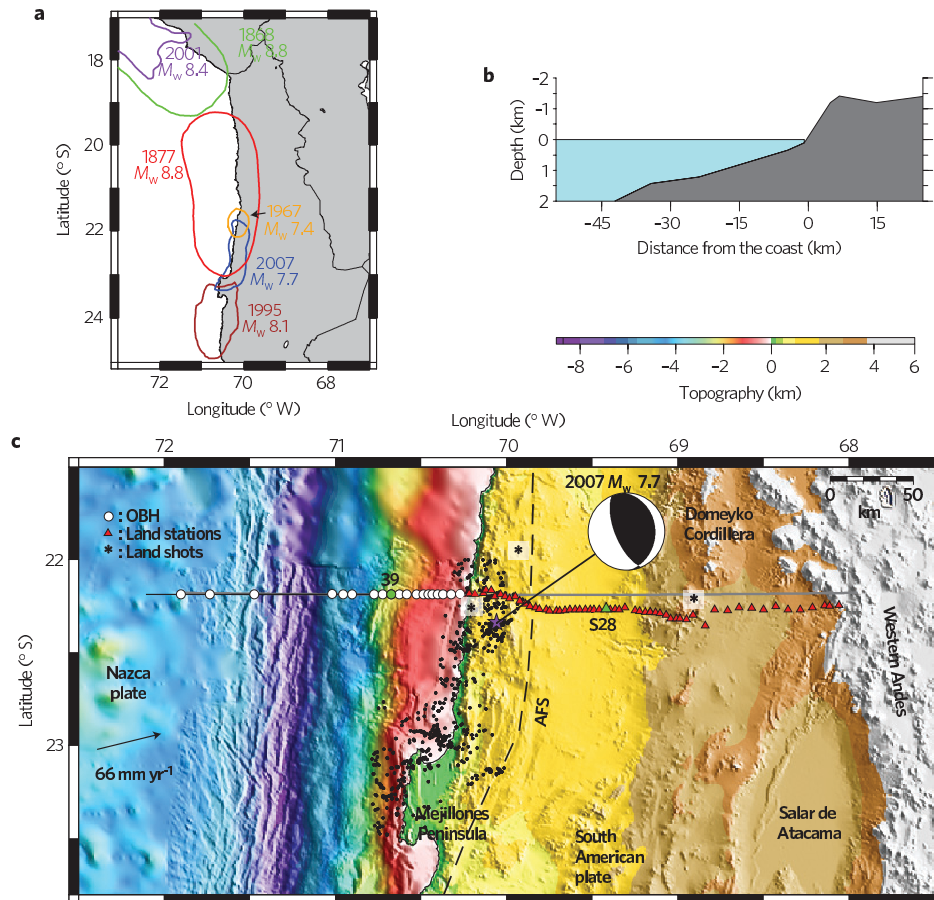 a
18
20
22
24
Latitude (° S)
72
70
68
Longitude (° W)
2001
Mw 8.4
1868
Mw 8.8
1877
Mw 8.8
1967
Mw 7.4
2007
Mw 7.7
1995
Mw 8.1
b
–2
–1
0
1
2
Depth (km)
–45
–30
–15
0
15
Distance from the coast (km)
–8
–6
–4
–2
0
2
4
6
Topography (km)
c
Longitude (° W)
72
71
70
69
68
Latitude (° S)
22
23
: OBH
: Land stations
* : Land shots
39
2007 Mw 7.7
Domeyko
Cordillera
0
50
km
*
*
*
S28
Nazca
plate
66 mm yr-1
AFS
Western Andes
Mejillones
Peninsula
South
American
plate
Salar de
Atacama